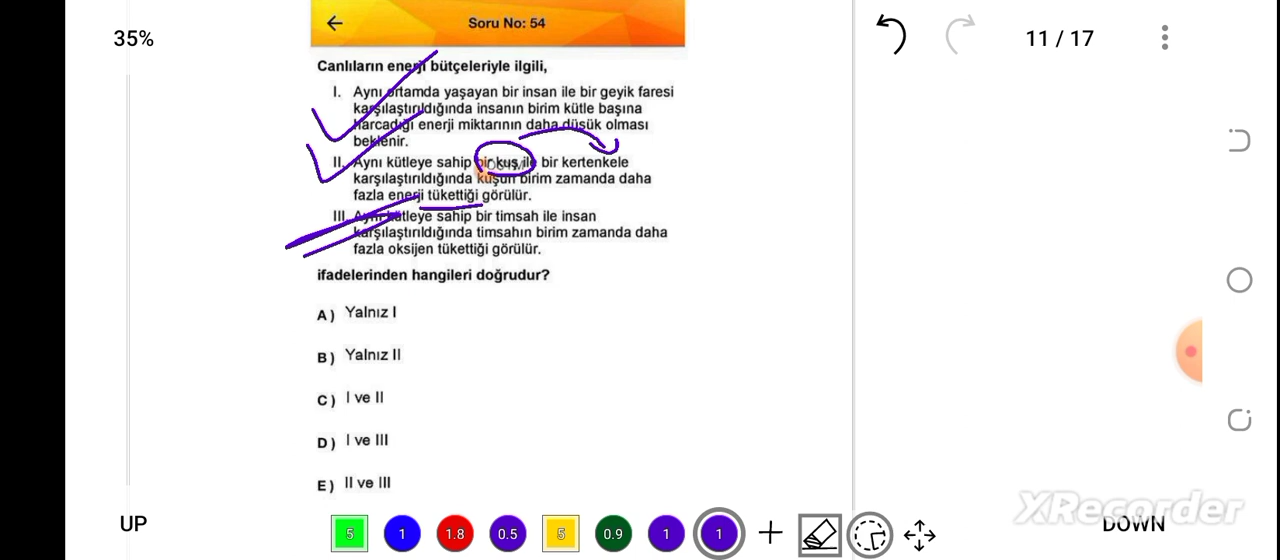 35%
Soru No: 54
11 / 17
Canlıların enerji bütçeleriyle ilgili,
I. Aynı ortamda yaşayan bir insan ile bir geyik faresi
karşılaştırıldığında insanın birim kütle başına
harcadığı enerji miktarının daha düşük olması
beklenir.
II. Aynı kütleye sahip bir kuş ile bir kertenkele
karşılaştırıldığında kuşun birim zamanda daha
fazla enerji tükettiği görülür.
III. Aynı kütleye sahip bir timsah ile insan
karşılaştırıldığında timsahın birim zamanda daha
fazla oksijen tükettiği görülür.
ifadelerinden hangileri doğrudur?
A) Yalnız I
B) Yalnız II
C) I ve II
D) I ve III
E) II ve III
UP
5 1 1.8 0.5 5 0.9 1 1
XRecorder
DOWN